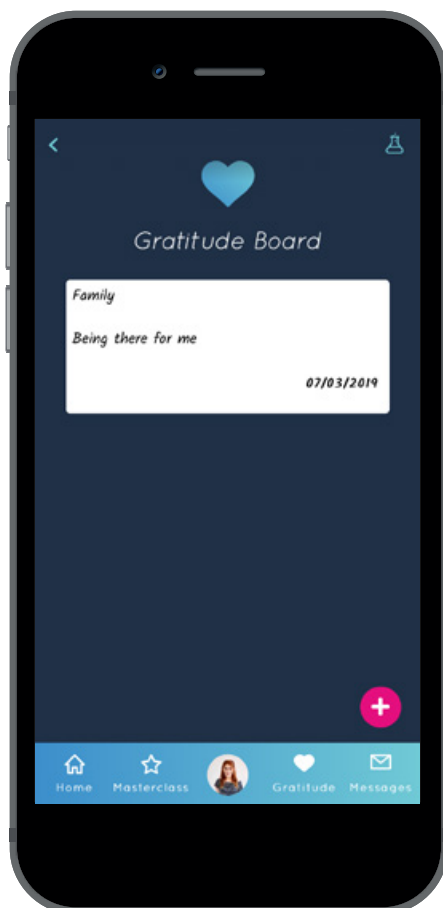 Gratitude Board
Family
Being there for me
07/03/2019
Home Masterclass Gratitude Messages